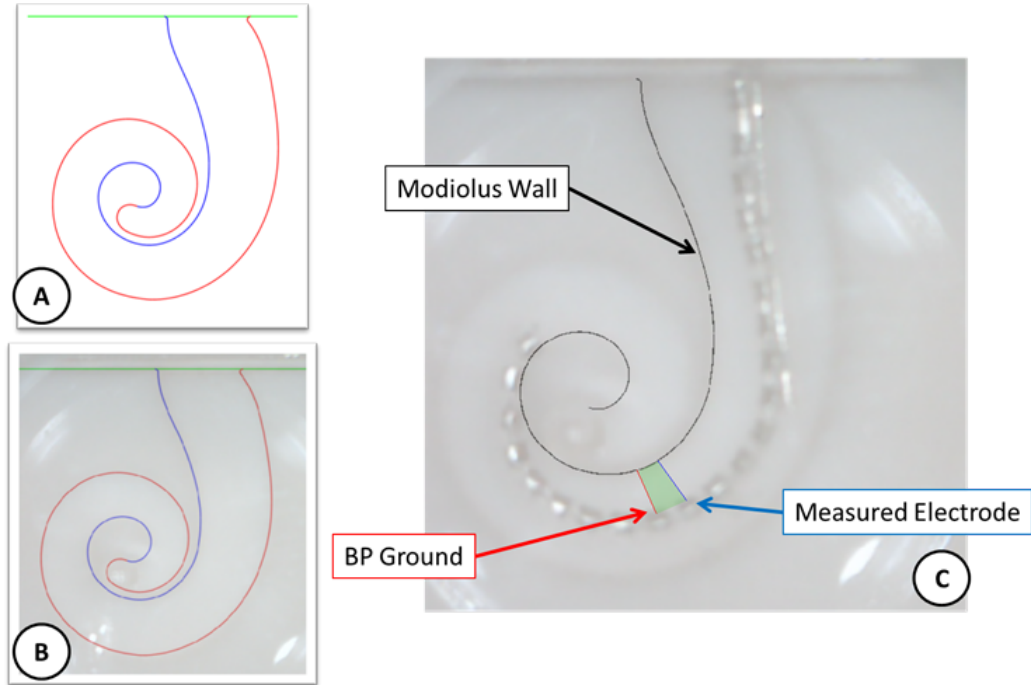 A
B
Modiolus Wall
BP Ground
Measured Electrode
C